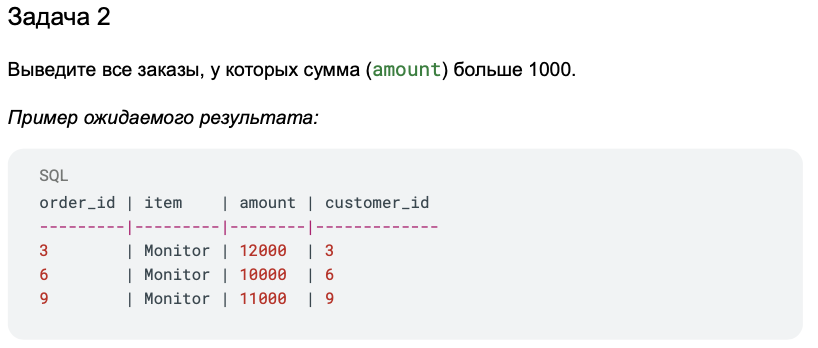 Задача 2
Выведите все заказы, у которых сумма (amount) больше 1000.
Пример ожидаемого результата:
SQL
order_id | item    | amount | customer_id
---------|---------|--------|-------------
3        | Monitor | 12000  | 3
6        | Monitor | 10000  | 6
9        | Monitor | 11000  | 9